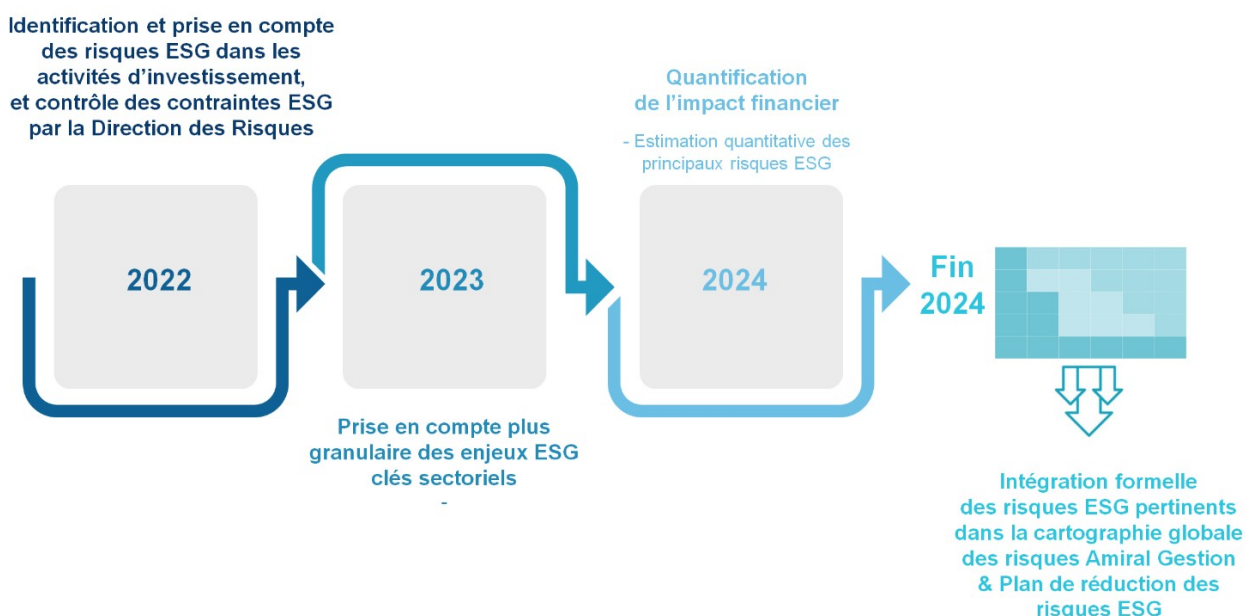 Identification et prise en compte
des risques ESG dans les
activités d'investissement,
et contrôle des contraintes ESG
par la Direction des Risques
2022
2023
Prise en compte plus
granulaire des enjeux ESG
clés sectoriels
-
Quantification
de l'impact financier
- Estimation quantitative des
principaux risques ESG
2024
Fin
2024
Intégration formelle
des risques ESG pertinents
dans la cartographie globale
des risques Amiral Gestion
& Plan de réduction des
risques ESG